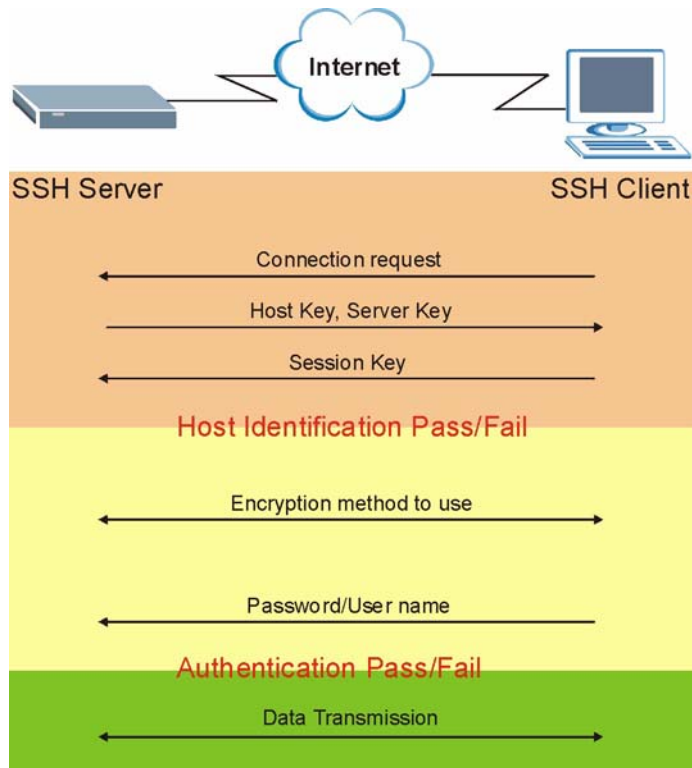 Internet
SSH Server
SSH Client
Connection request
Host Key, Server Key
Session Key
Host Identification Pass/Fail
Encryption method to use
Password/User name
Authentication Pass/Fail
Data Transmission